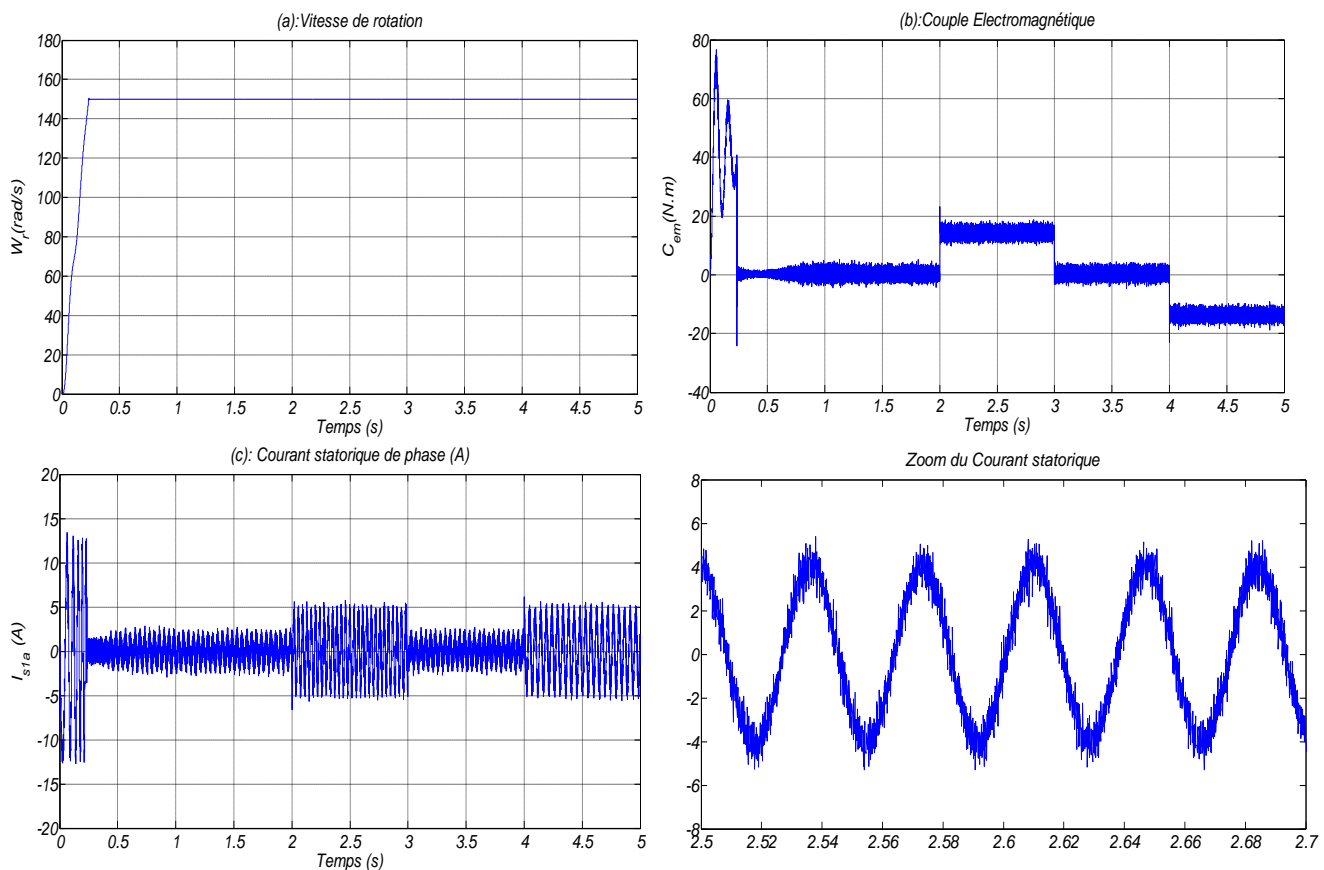 (a):Vitesse de rotation
180
160
140
120
100
80
60
40
20
0
W_r(rad/s)
0 0.5 1 1.5 2 2.5 3 3.5 4 4.5 5
Temps (s)
(b):Couple Electromagnétique
80
60
40
20
0
-20
-40
C_em(N.m)
0 0.5 1 1.5 2 2.5 3 3.5 4 4.5 5
Temps (s)
(c): Courant statorique de phase (A)
20
15
10
5
0
-5
-10
-15
-20
I_s1a (A)
0 0.5 1 1.5 2 2.5 3 3.5 4 4.5 5
Temps (s)
Zoom du Courant statorique
8
6
4
2
0
-2
-4
-6
-8
2.5 2.52 2.54 2.56 2.58 2.6 2.62 2.64 2.66 2.68 2.7